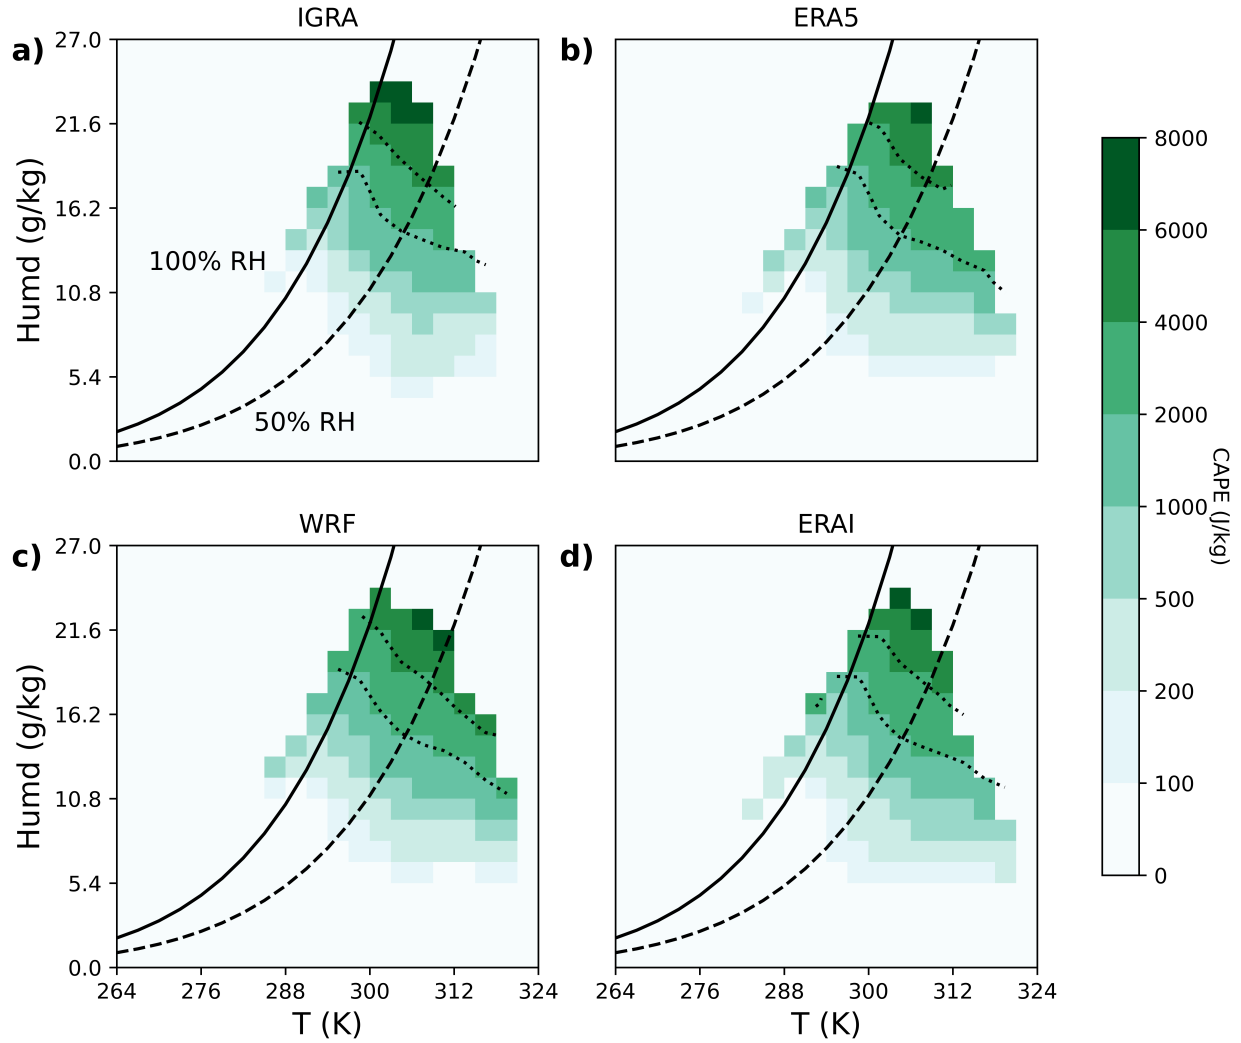 IGRA
ERA5
a)
b)
27.0
21.6
16.2
10.8
5.4
0.0
Humd (g/kg)
100% RH
50% RH
WRF
ERAI
c)
d)
27.0
21.6
16.2
10.8
5.4
0.0
Humd (g/kg)
264 276 288 300 312 324
T (K)
264 276 288 300 312 324
T (K)
8000
6000
4000
2000
1000
500
200
100
0
CAPE (J/kg)